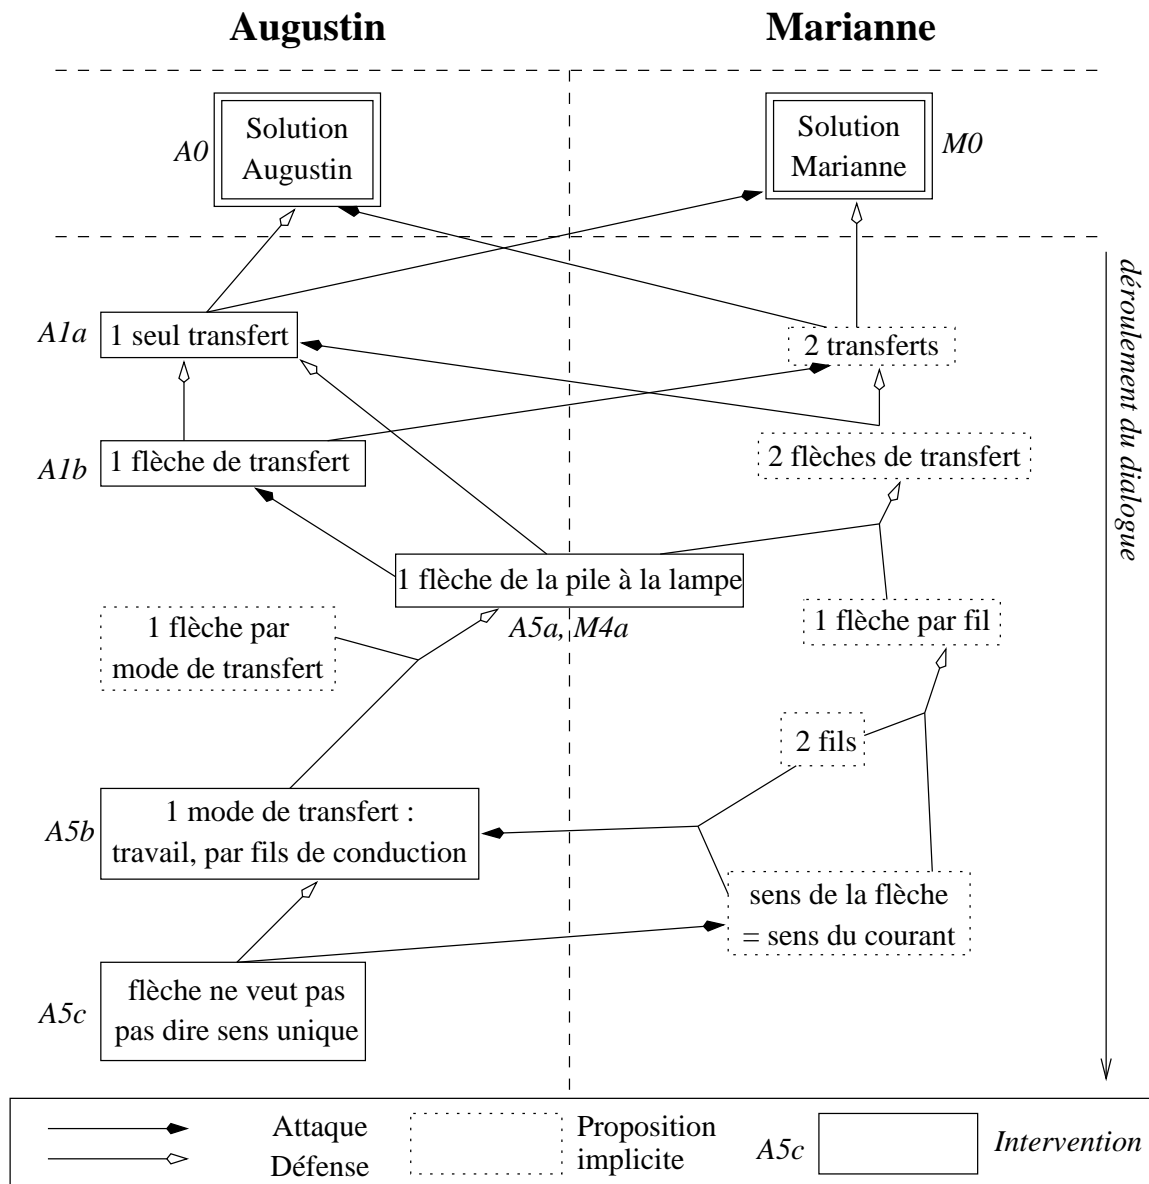 Augustin
Marianne
A0
Solution
Augustin
Solution
Marianne
M0
déroulement du dialogue
A1a
1 seul transfert
2 transferts
A1b
1 flèche de transfert
2 flèches de transfert
1 flèche de la pile à la lampe
A5a, M4a
1 flèche par
mode de transfert
1 flèche par fil
2 fils
A5b
1 mode de transfert :
travail, par fils de conduction
sens de la flèche
= sens du courant
A5c
flèche ne veut pas
pas dire sens unique
Attaque
Défense
Proposition
implicite
A5c
Intervention